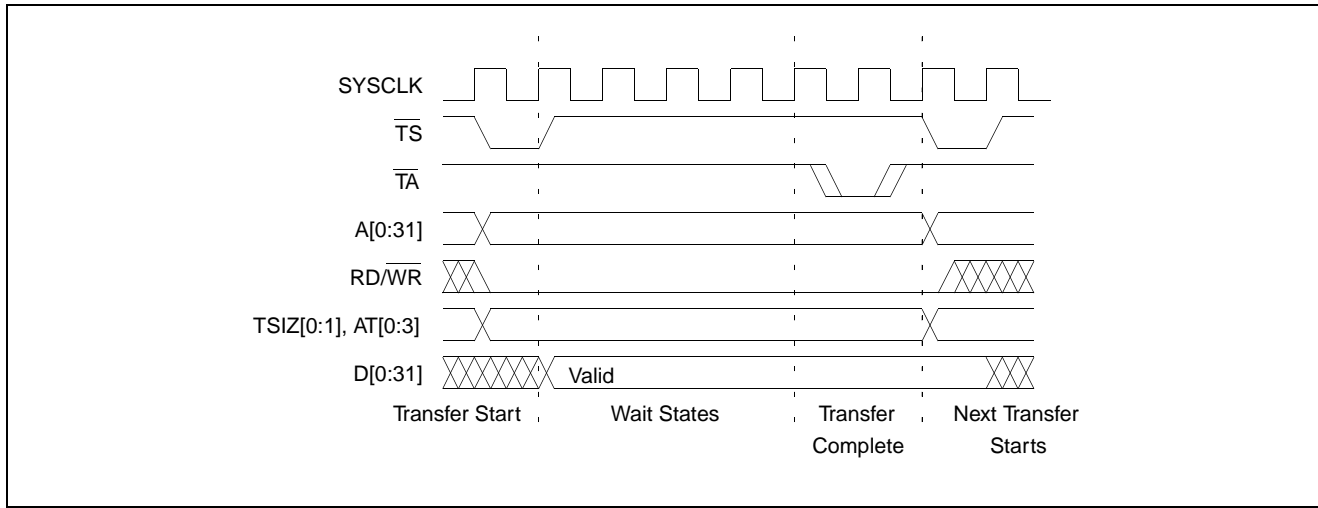 SYSCLK
TS
TA
A[0:31]
RD/WR
TSIZ[0:1], AT[0:3]
D[0:31]
Valid
Transfer Start
Wait States
Transfer
Complete
Next Transfer
Starts